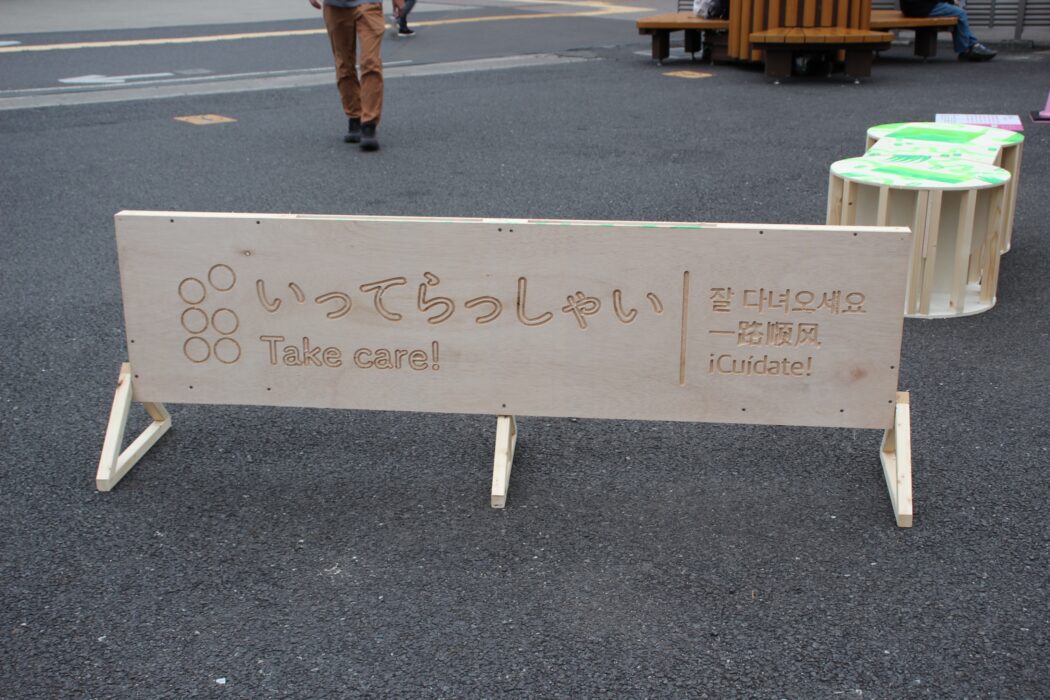 いってらっしゃい
Take care!
잘 다녀오세요
一路顺风
¡Cuídate!